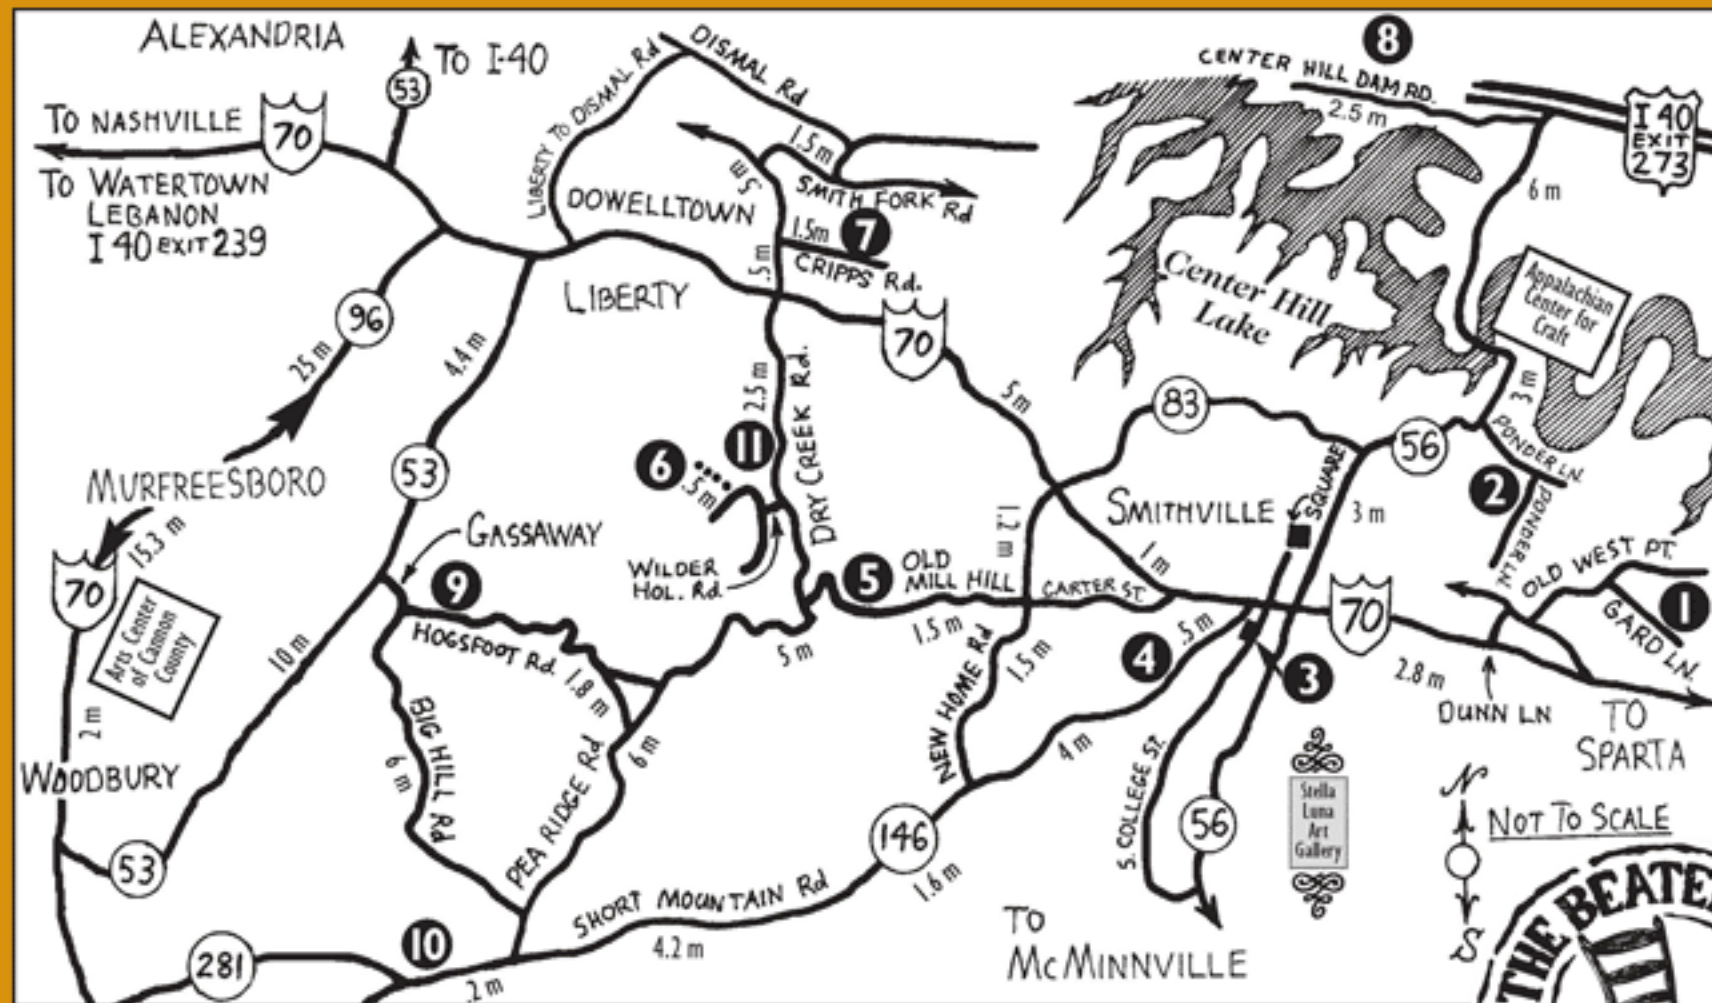 ALEXANDRIA
53
TO I-40
TO NASHVILLE
70
TO WATERTOWN
LEBANON
I 40 EXIT 239
LIBERTY TO DISMAL Rd
DISMAL Rd
1.5 m
SMITH FORK Rd
.5 m
DOWELLTOWN
1.5m
7
CRIPPS Rd.
.5 m
LIBERTY
8
CENTER HILL DAM RD.
2.5 m
I 40
EXIT
273
6 m
Center Hill
Lake
Appalachian
Center for
Craft
3 m
96
25 m
4.4 m
53
MURFREESBORO
15.3 m
70
Arts Center
of Cannon
County
2 m
WOODBURY
53
10 m
GASSAWAY
9
HOGSFOOT Rd
1.8 m
BIG HILL Rd
6 m
PEA RIDGE Rd
6 m
2.5 m
11
DRY CREEK Rd.
6
.5 m
WILDER
HOL. Rd.
5 m
5
OLD
MILL HILL
1.5 m
CARTER ST.
70
5 m
83
1.2 m
SMITHVILLE
SQUARE
1 m
3 m
56
PONDER LN.
2
PONDER LN.
OLD WEST PT.
1
GARD LN.
70
2.8 m
DUNN LN
TO
SPARTA
NEW HOME Rd
1.5 m
4
.5 m
3
4 m
S. COLLEGE ST.
56
Stella
Luna
Art
Gallery
146
1.6 m
SHORT MOUNTAIN Rd
4.2 m
10
281
.2 m
TO
McMINNVILLE
N
NOT TO SCALE
S
THE BEATE